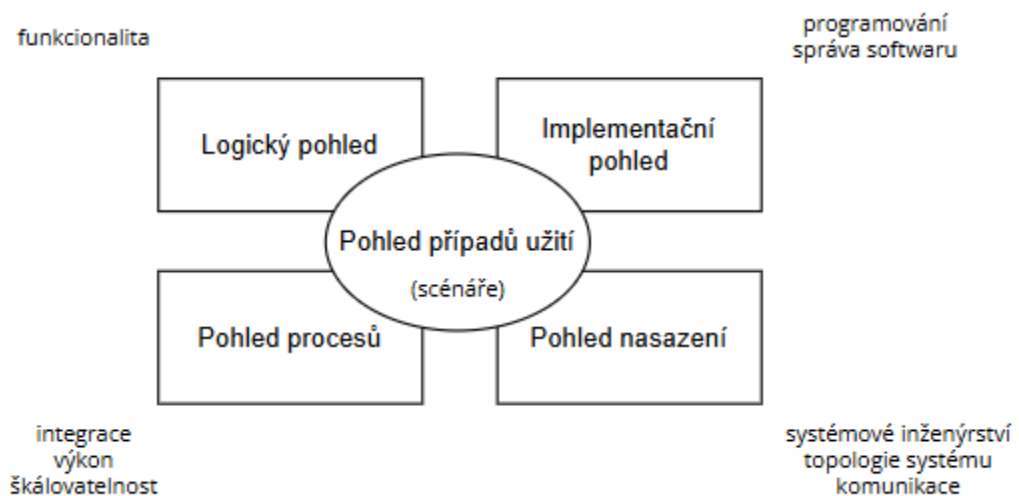 funkcionalita
programování
správa softwaru
Logický pohled
Implementační
pohled
Pohled případů užití
(scénáře)
Pohled procesů
Pohled nasazení
integrace
výkon
škálovatelnost
systémové inženýrství
topologie systému
komunikace